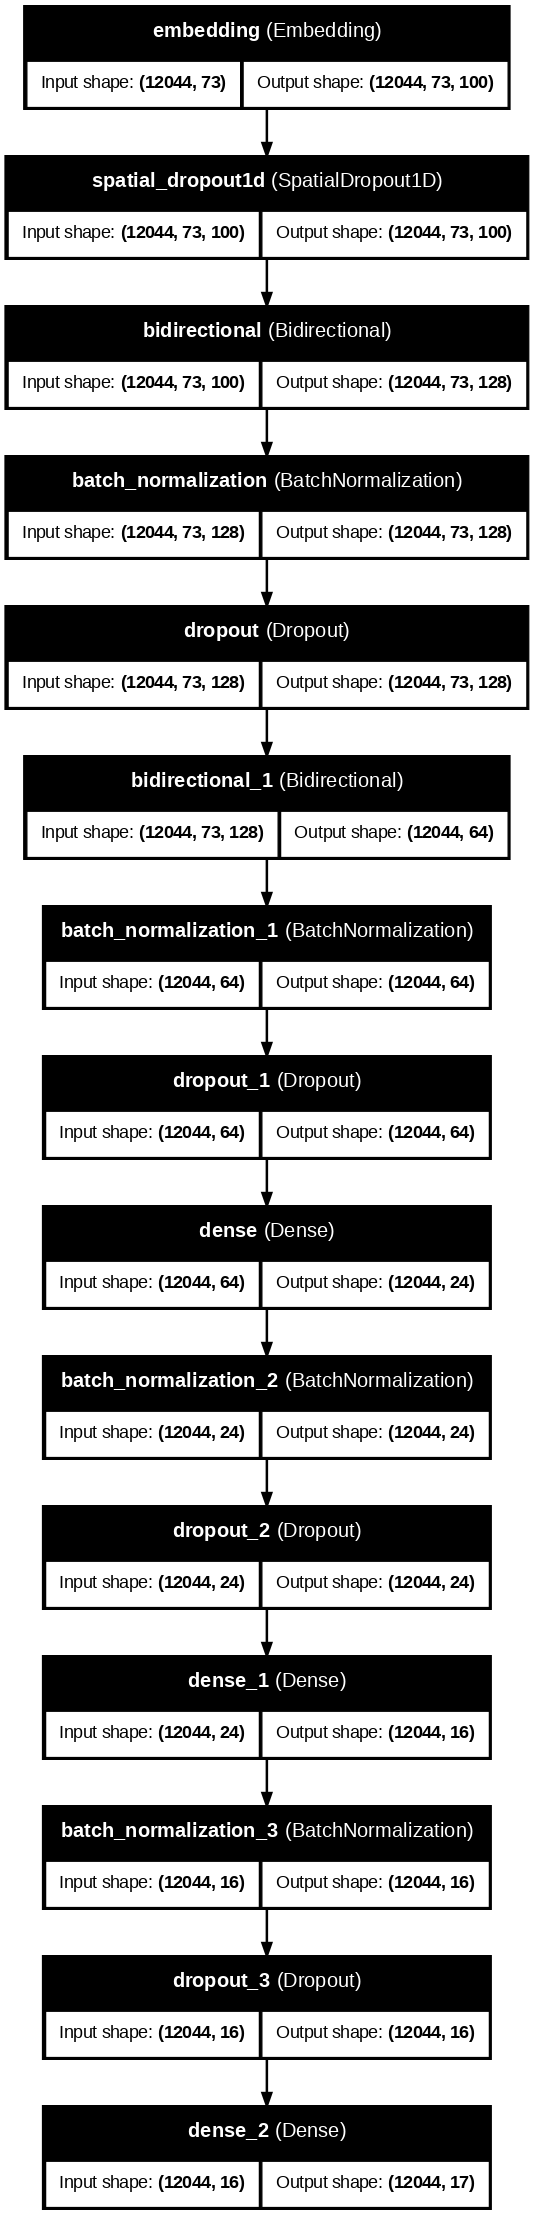 embedding (Embedding)
Input shape: (12044, 73) Output shape: (12044, 73, 100)
spatial_dropout1d (SpatialDropout1D)
Input shape: (12044, 73, 100) Output shape: (12044, 73, 100)
bidirectional (Bidirectional)
Input shape: (12044, 73, 100) Output shape: (12044, 73, 128)
batch_normalization (BatchNormalization)
Input shape: (12044, 73, 128) Output shape: (12044, 73, 128)
dropout (Dropout)
Input shape: (12044, 73, 128) Output shape: (12044, 73, 128)
bidirectional_1 (Bidirectional)
Input shape: (12044, 73, 128) Output shape: (12044, 64)
batch_normalization_1 (BatchNormalization)
Input shape: (12044, 64) Output shape: (12044, 64)
dropout_1 (Dropout)
Input shape: (12044, 64) Output shape: (12044, 64)
dense (Dense)
Input shape: (12044, 64) Output shape: (12044, 24)
batch_normalization_2 (BatchNormalization)
Input shape: (12044, 24) Output shape: (12044, 24)
dropout_2 (Dropout)
Input shape: (12044, 24) Output shape: (12044, 24)
dense_1 (Dense)
Input shape: (12044, 24) Output shape: (12044, 16)
batch_normalization_3 (BatchNormalization)
Input shape: (12044, 16) Output shape: (12044, 16)
dropout_3 (Dropout)
Input shape: (12044, 16) Output shape: (12044, 16)
dense_2 (Dense)
Input shape: (12044, 16) Output shape: (12044, 17)